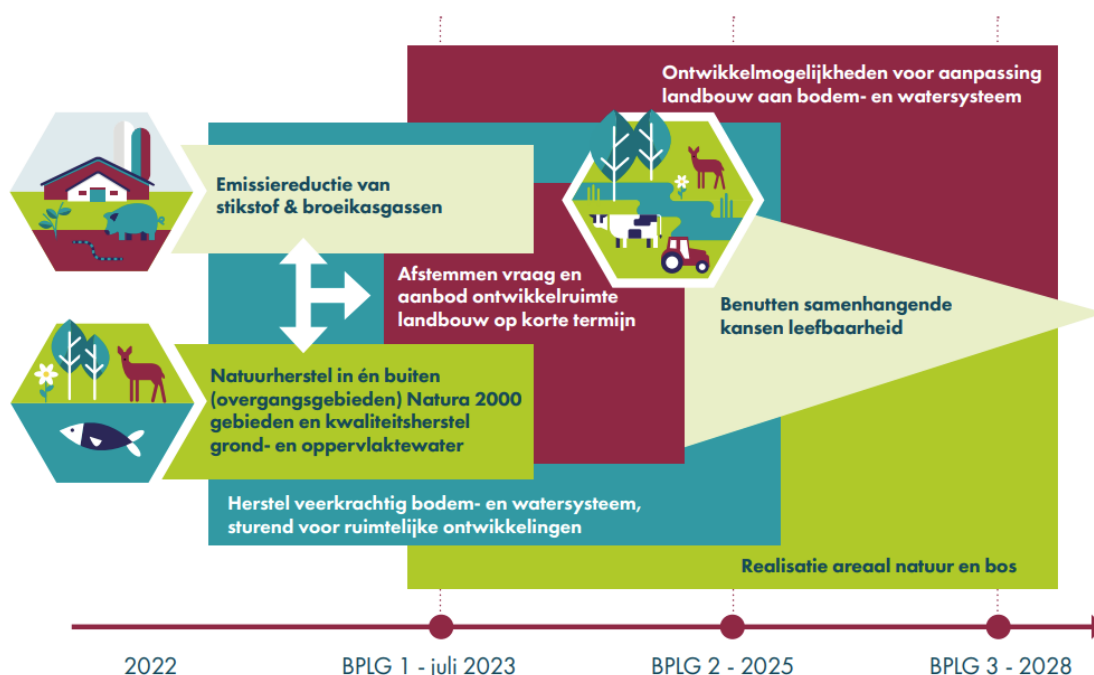 Ontwikkelmogelijkheden voor aanpassing
landbouw aan bodem- en watersysteem
Emissiereductie van
stikstof & broeikasgassen
Afstemmen vraag en
aanbod ontwikkelruimte
landbouw op korte termijn
Benutten samenhangende
kansen leefbaarheid
Natuurherstel in én buiten
(overgangsgebieden) Natura 2000
gebieden en kwaliteitsherstel
grond- en oppervlaktewater
Herstel veerkrachtig bodem- en watersysteem,
sturend voor ruimtelijke ontwikkelingen
Realisatie areaal natuur en bos
2022
BPLG 1 - juli 2023
BPLG 2 - 2025
BPLG 3 - 2028